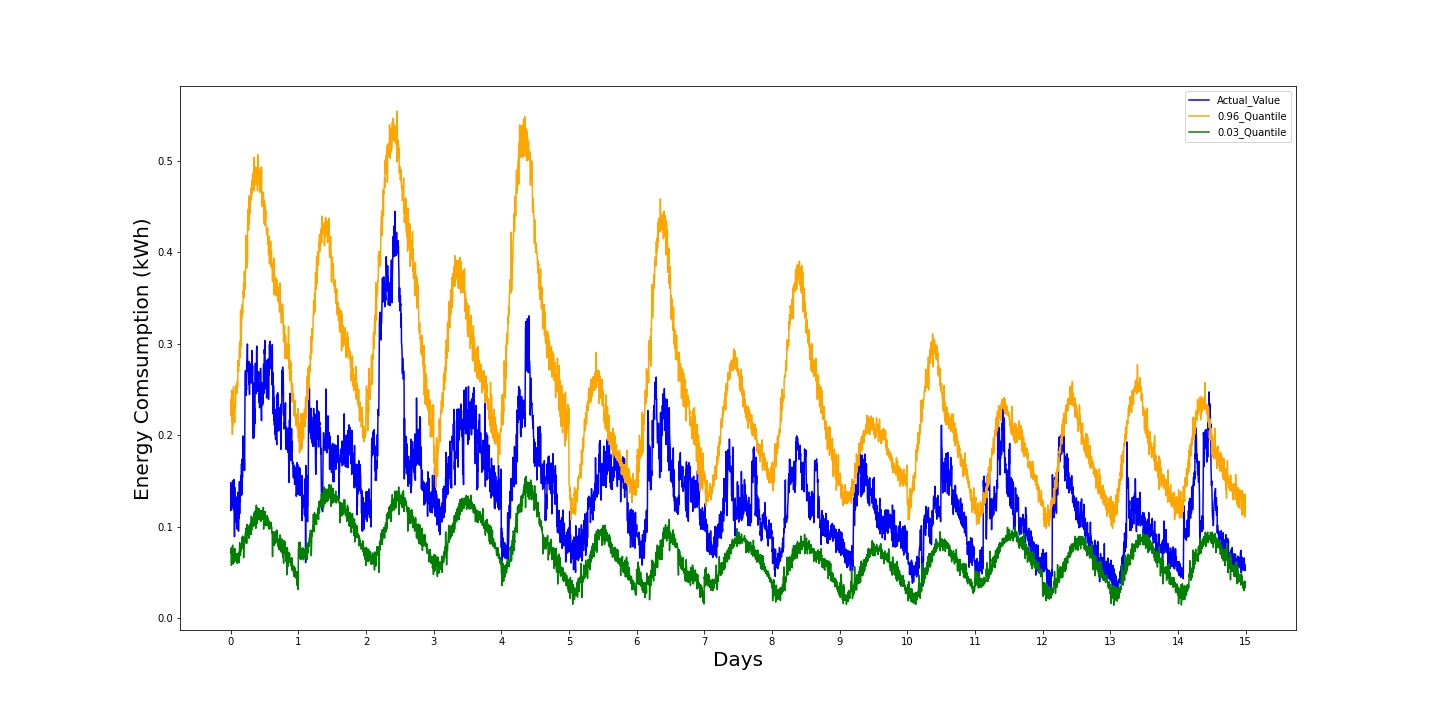 Actual_Value
0.96_Quantile
0.03_Quantile
Energy Comsumption (kWh)
0.5
0.4
0.3
0.2
0.1
0.0
0 1 2 3 4 5 6 7 8 9 10 11 12 13 14 15
Days